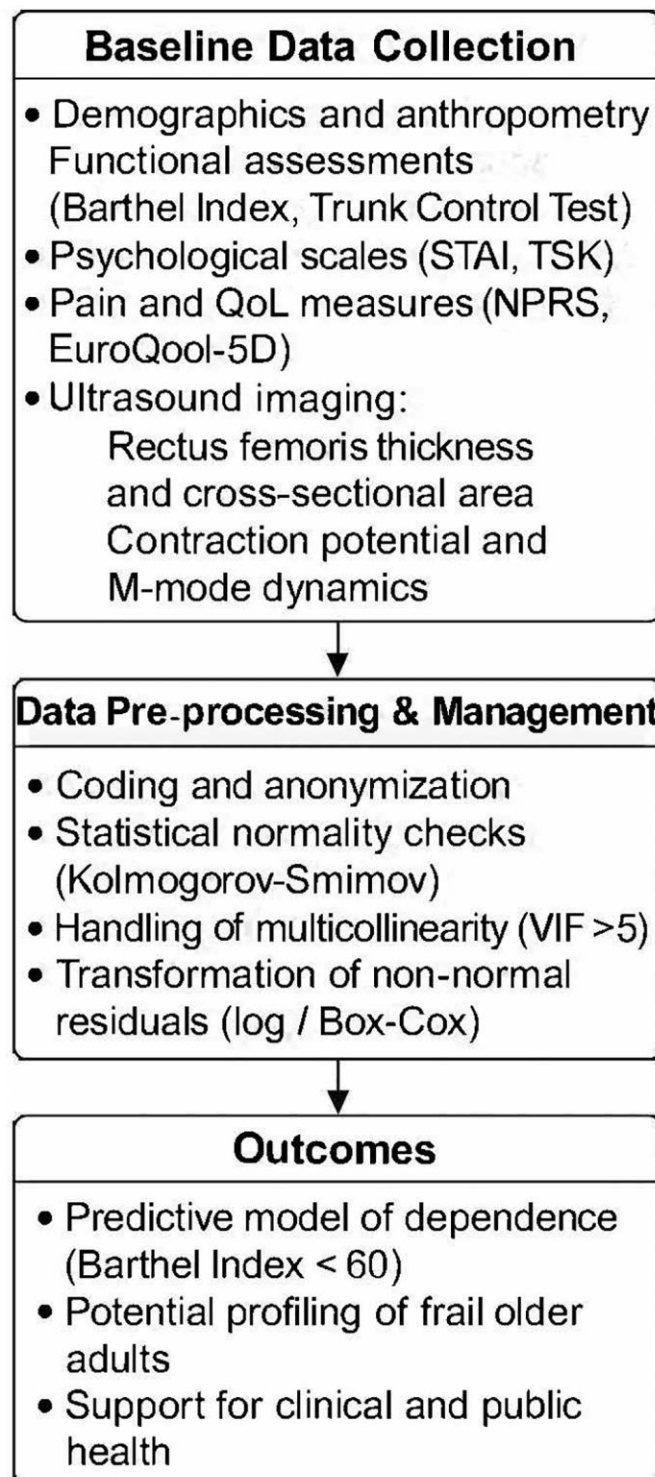 Baseline Data Collection
• Demographics and anthropometry
Functional assessments
(Barthel Index, Trunk Control Test)
• Psychological scales (STAI, TSK)
• Pain and QoL measures (NPRS,
EuroQool-5D)
• Ultrasound imaging:
Rectus femoris thickness
and cross-sectional area
Contraction potential and
M-mode dynamics
Data Pre-processing & Management
• Coding and anonymization
• Statistical normality checks
(Kolmogorov-Smimov)
• Handling of multicollinearity (VIF >5)
• Transformation of non-normal
residuals (log / Box-Cox)
Outcomes
• Predictive model of dependence
(Barthel Index < 60)
• Potential profiling of frail older
adults
• Support for clinical and public
health